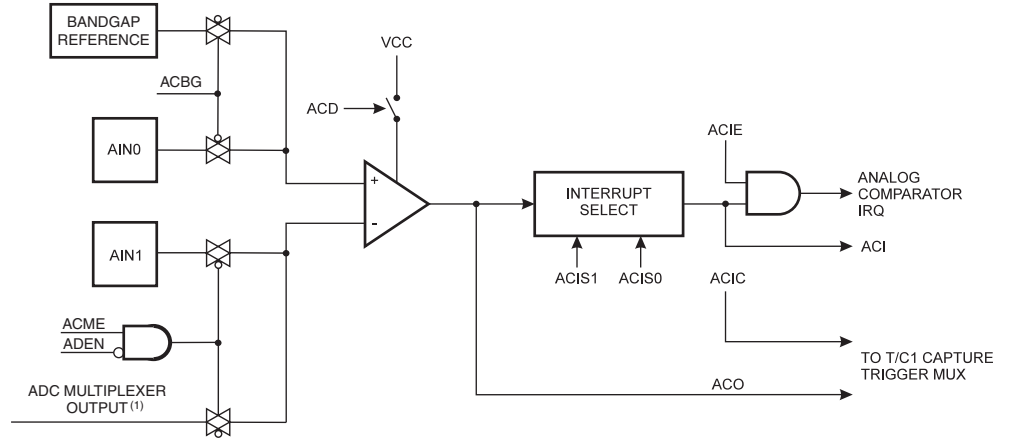 BANDGAP
REFERENCE
VCC
ACBG
ACD
ACIE
AIN0
+
-
INTERRUPT
SELECT
ANALOG
COMPARATOR
IRQ
AIN1
ACI
ACIS1
ACIS0
ACIC
ACME
ADEN
TO T/C1 CAPTURE
TRIGGER MUX
ACO
ADC MULTIPLEXER
OUTPUT (1)